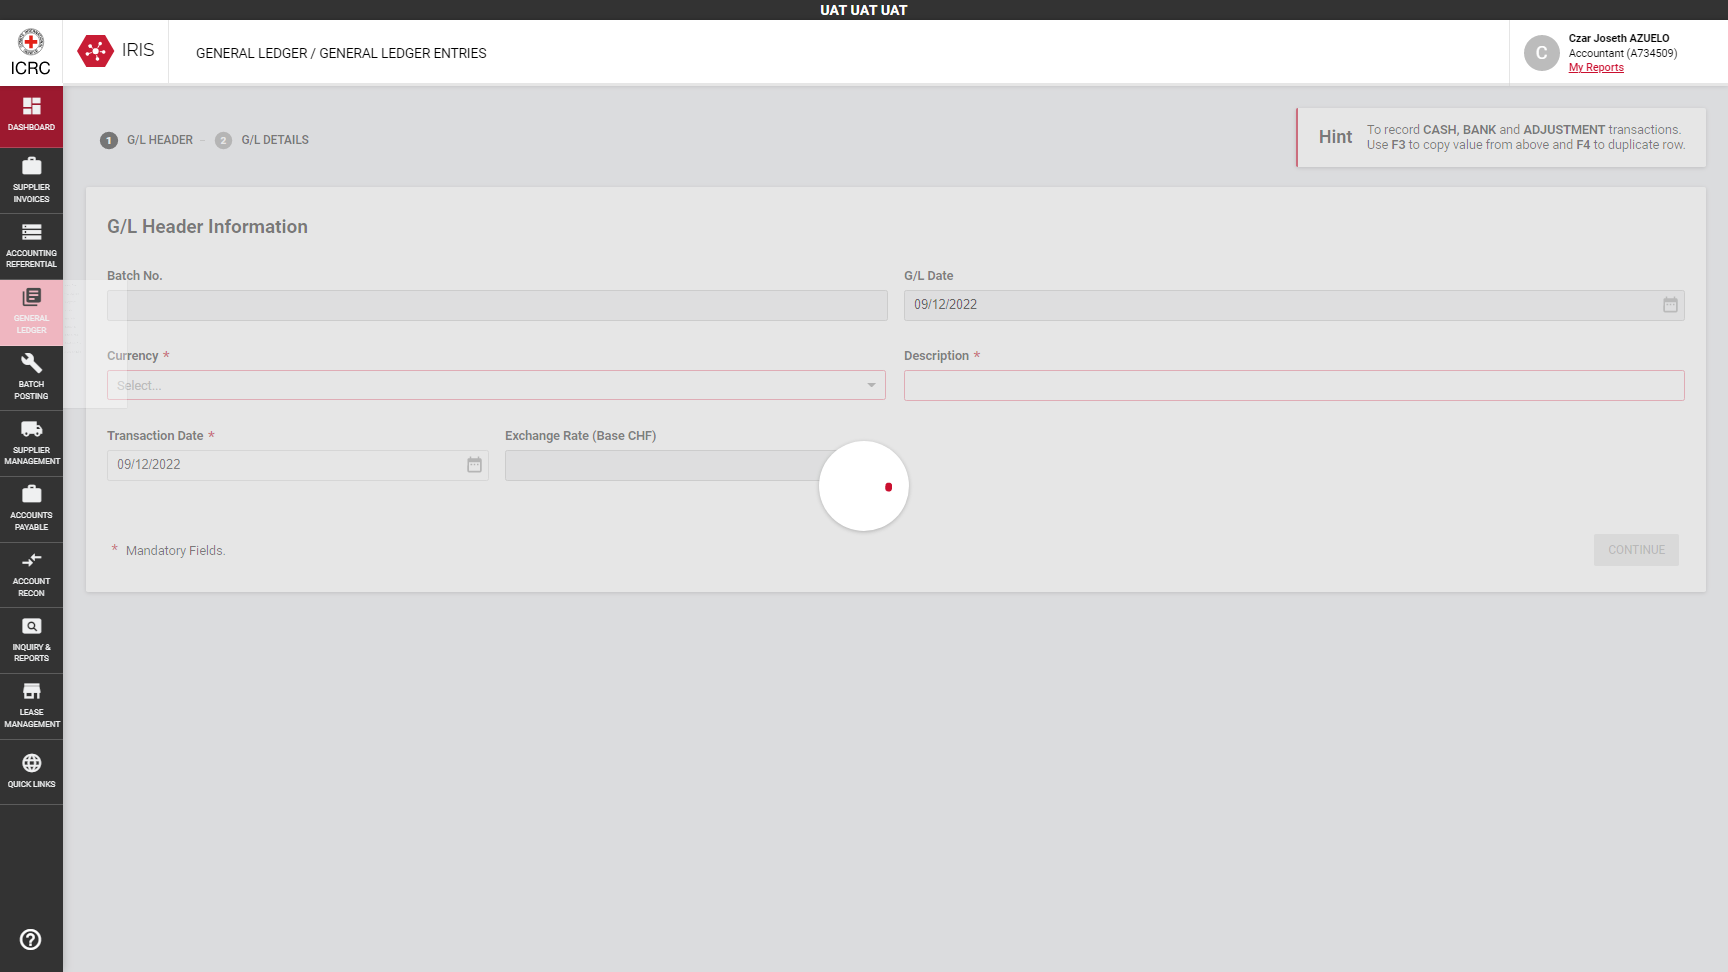 UAT UAT UAT
ICRC
IRIS
GENERAL LEDGER / GENERAL LEDGER ENTRIES
C
Czar Joseth AZUELO
Accountant (A734509)
My Reports
DASHBOARD
SUPPLIER
INVOICES
ACCOUNTING
REFERENTIAL
GENERAL
LEDGER
BATCH
POSTING
SUPPLIER
MANAGEMENT
ACCOUNTS
PAYABLE
ACCOUNT
RECON
INQUIRY &
REPORTS
LEASE
MANAGEMENT
QUICK LINKS
1 G/L HEADER - 2 G/L DETAILS
Hint
To record CASH, BANK and ADJUSTMENT transactions.
Use F3 to copy value from above and F4 to duplicate row.
G/L Header Information
Batch No.
G/L Date
09/12/2022
Currency *
Select...
Description *
Transaction Date *
09/12/2022
Exchange Rate (Base CHF)
* Mandatory Fields.
CONTINUE